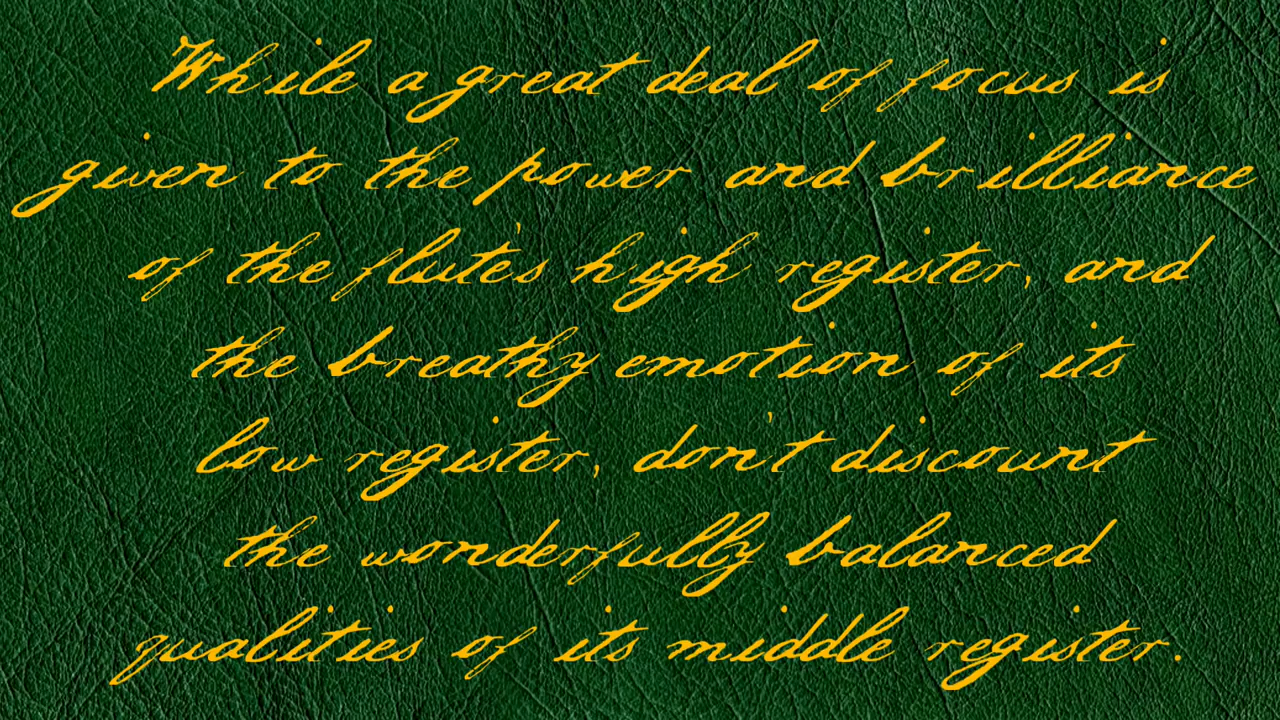 While a great deal of focus is
given to the power and brilliance
of the flute's high register, and
the breathy emotion of its
low register, don't discount
the wonderfully balanced
qualities of its middle register.